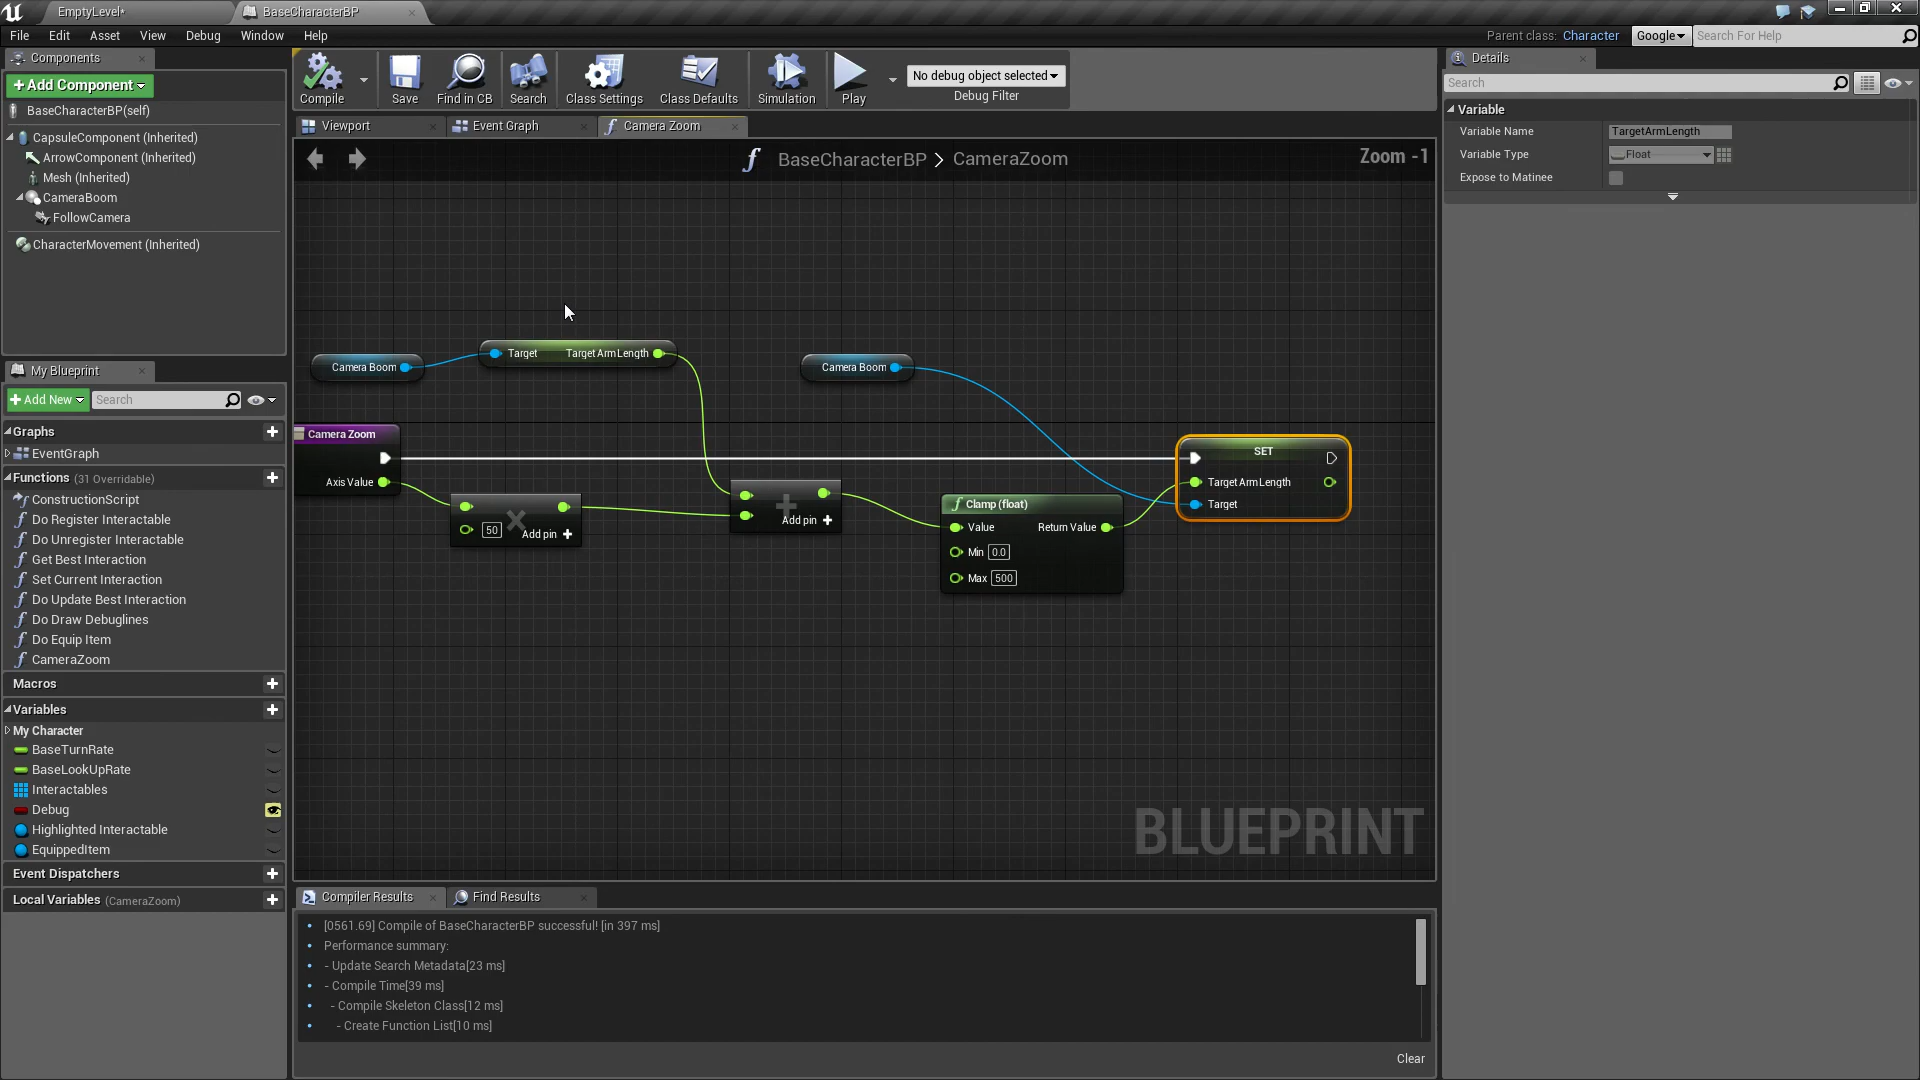 EmptyLevel*
BaseCharacterBP
File Edit Asset View Debug Window Help
Parent class: Character
Google
Search For Help
Components
+ Add Component
BaseCharacterBP(self)
CapsuleComponent (Inherited)
ArrowComponent (Inherited)
Mesh (Inherited)
CameraBoom
FollowCamera
CharacterMovement (Inherited)
My Blueprint
+ Add New
Search
Graphs
EventGraph
Functions (31 Overridable)
ConstructionScript
Do Register Interactable
Do Unregister Interactable
Get Best Interaction
Set Current Interaction
Do Update Best Interaction
Do Draw Debuglines
Do Equip Item
CameraZoom
Macros
Variables
My Character
BaseTurnRate
BaseLookUpRate
Interactables
Debug
Highlighted Interactable
EquippedItem
Event Dispatchers
Local Variables (CameraZoom)
Compile
Save
Find in CB
Search
Class Settings
Class Defaults
Simulation
Play
No debug object selected
Debug Filter
Viewport
Event Graph
Camera Zoom
BaseCharacterBP > CameraZoom
Zoom -1
Camera Boom
Target
Target Arm Length
Camera Boom
Camera Zoom
Axis Value
50
Add pin +
Add pin +
Clamp (float)
Value
Return Value
Min 0.0
Max 500
SET
Target Arm Length
Target
BLUEPRINT
Compiler Results
Find Results
[0561.69] Compile of BaseCharacterBP successful! [in 397 ms]
Performance summary:
- Update Search Metadata[23 ms]
- Compile Time[39 ms]
- Compile Skeleton Class[12 ms]
- Create Function List[10 ms]
Clear
Details
Search
Variable
Variable Name
TargetArmLength
Variable Type
Float
Expose to Matinee